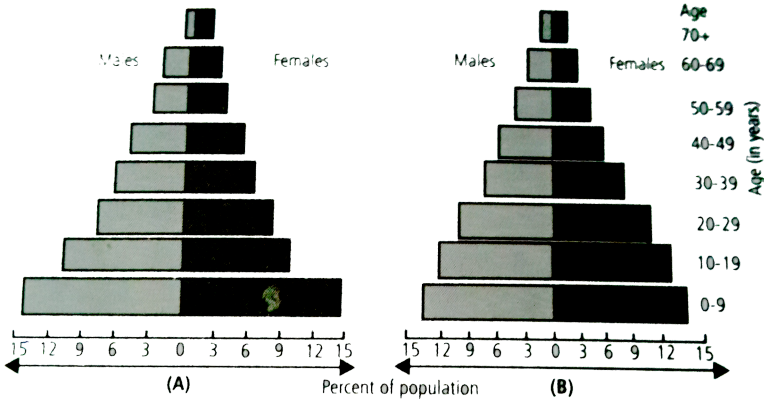 Age
70+
Males Females Males Females 60-69
50-59
40-49
30-39
20-29
10-19
0-9
Age (in years)
15 12 9 6 3 0 3 6 9 12 15 15 12 9 6 3 0 3 6 9 12 15
(A) Percent of population (B)